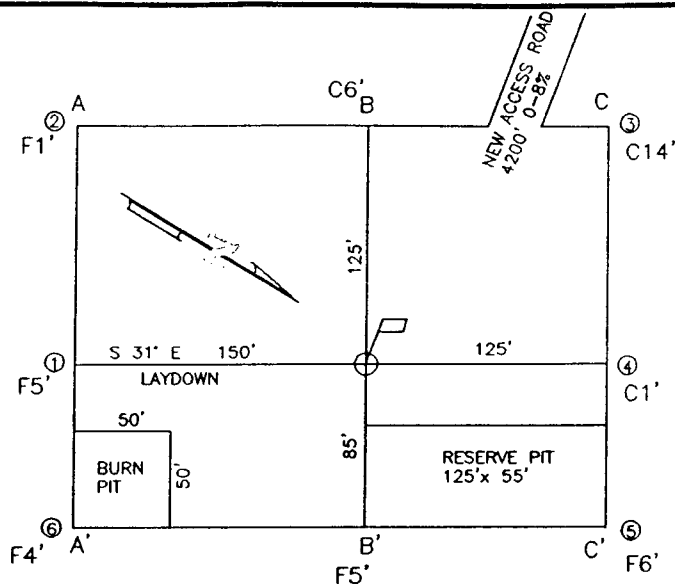 NEW ACCESS ROAD
4200' 0-8%
A
C6'
B
C
②
③
F1'
C14'
125'
①
S 31° E 150'
125'
④
F5'
LAYDOWN
C1'
50'
85'
BURN
PIT
50'
RESERVE PIT
125'x 55'
⑥
A'
B'
C'
⑤
F4'
F5'
F6'